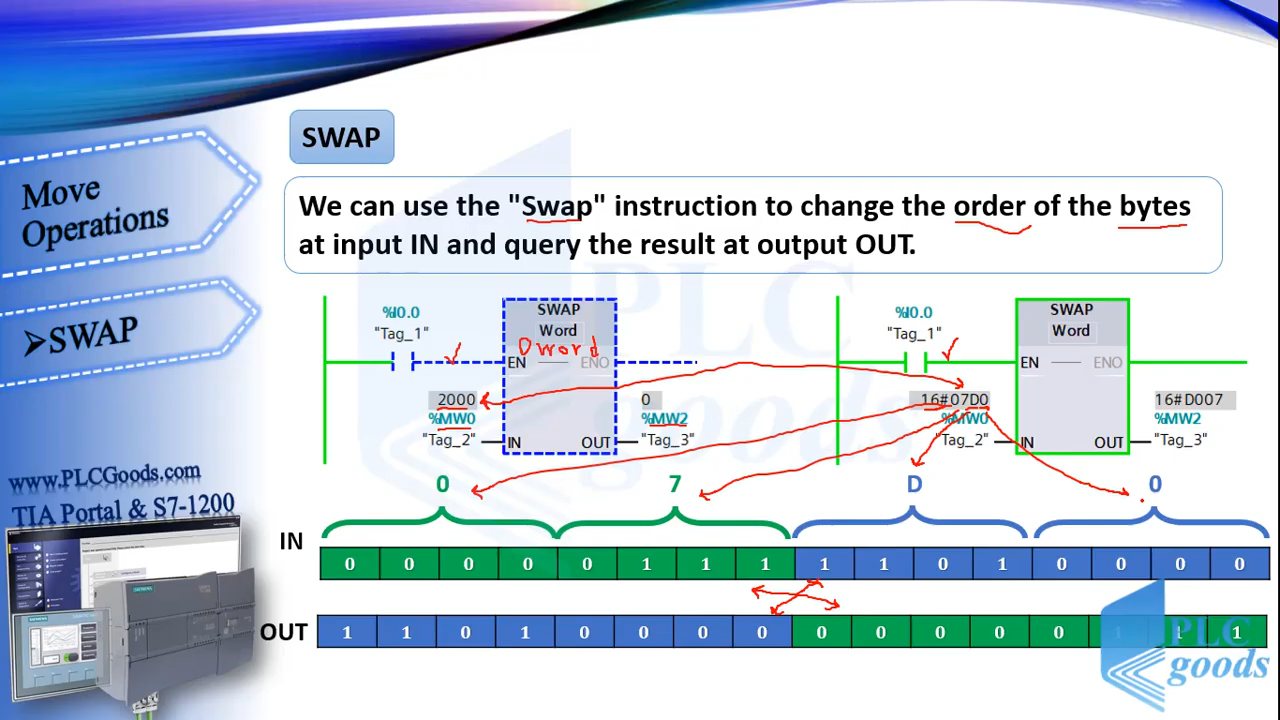 SWAP
We can use the "Swap" instruction to change the order of the bytes
at input IN and query the result at output OUT.
Move
Operations
➢SWAP
www.PLCGoods.com
TIA Portal & S7-1200
%I0.0
"Tag_1"
SWAP
Word
DWord
EN
ENO
2000
%MW0
"Tag_2"
IN
OUT
0
%MW2
"Tag_3"
%I0.0
"Tag_1"
SWAP
Word
EN
ENO
16#07D0
%MW0
"Tag_2"
IN
OUT
16#D007
%MW2
"Tag_3"
0 7 D 0
IN 0 0 0 0 0 1 1 1 1 1 0 1 0 0 0 0
OUT 1 1 0 1 0 0 0 0 0 0 0 0 0 1 1 1
PLC
goods
PLC
goods
SIEMENS